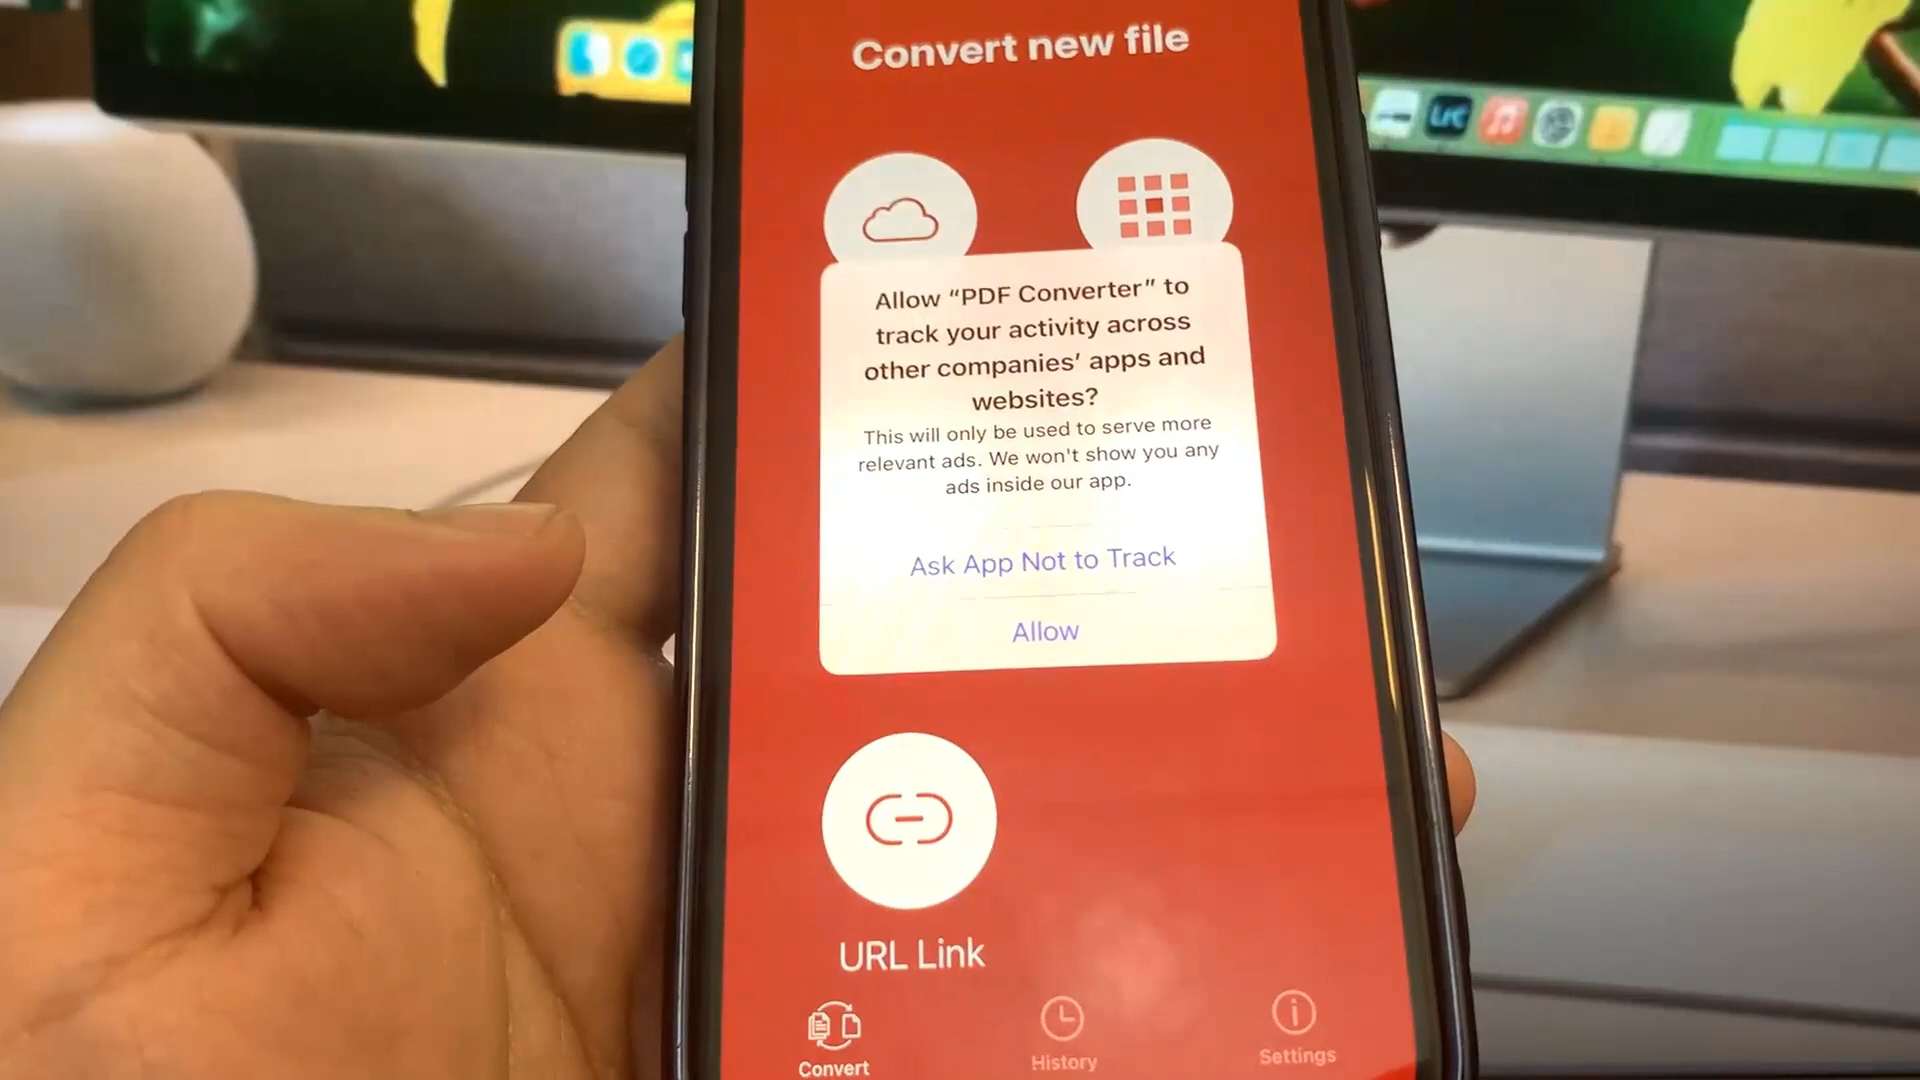 Convert new file
Allow “PDF Converter” to
track your activity across
other companies’ apps and
websites?
This will only be used to serve more
relevant ads. We won't show you any
ads inside our app.
Ask App Not to Track
Allow
URL Link
Convert
History
Settings
LrC